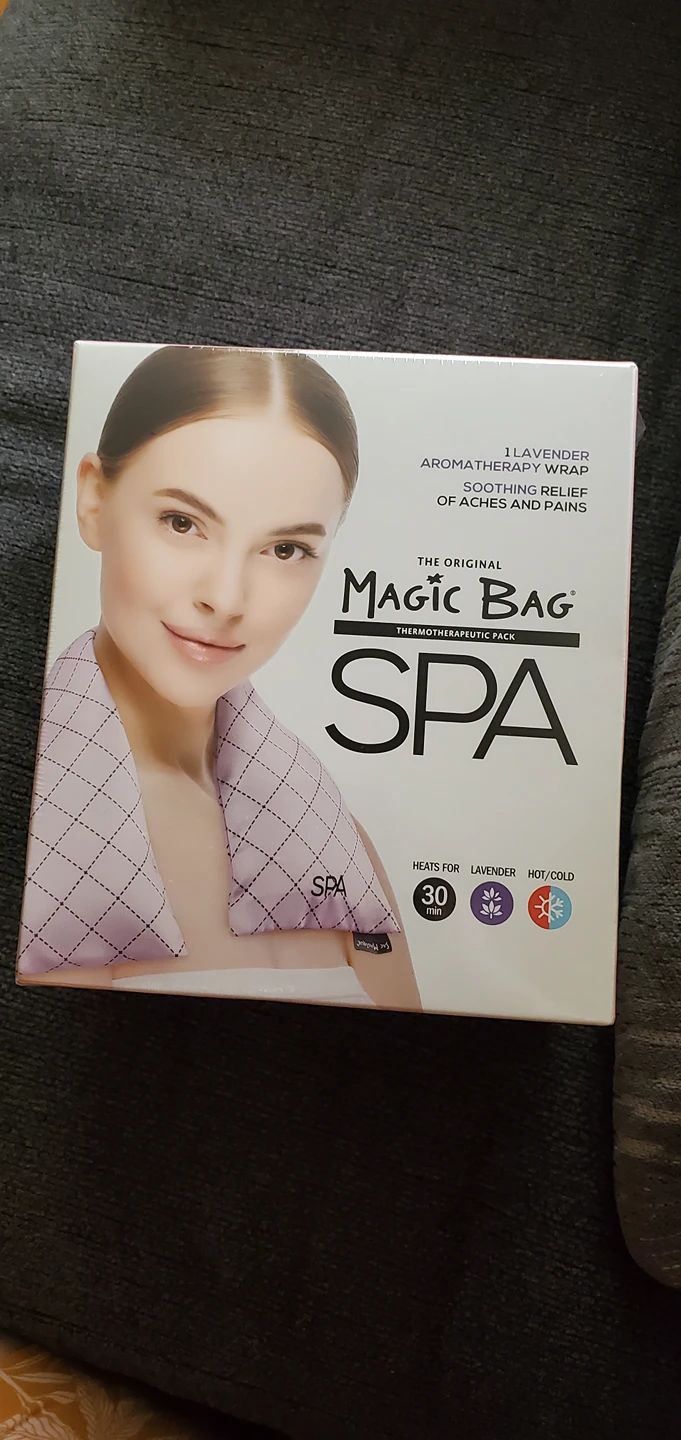 1 LAVENDER
AROMATHERAPY WRAP
SOOTHING RELIEF
OF ACHES AND PAINS
THE ORIGINAL
MAGIC BAG®
THERMOTHERAPEUTIC PACK
SPA
SPA
HEATS FOR
30
min
LAVENDER
HOT/COLD